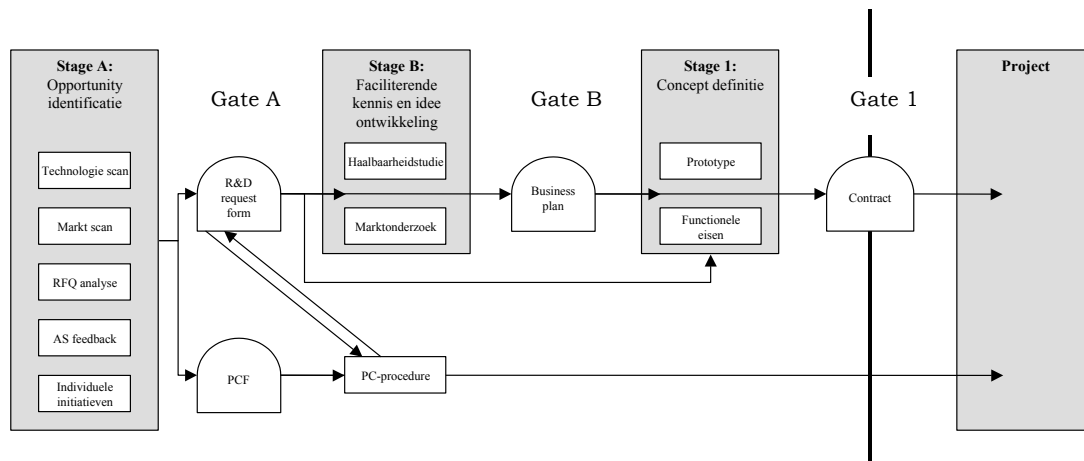 Stage A:
Opportunity
identificatie
Technologie scan
Markt scan
RFQ analyse
AS feedback
Individuele
initiatieven
Gate A
R&D
request
form
PCF
Stage B:
Faciliterende
kennis en idee
ontwikkeling
Haalbaarheidstudie
Marktonderzoek
PC-procedure
Gate B
Business
plan
Stage 1:
Concept definitie
Prototype
Functionele
eisen
Gate 1
Contract
Project